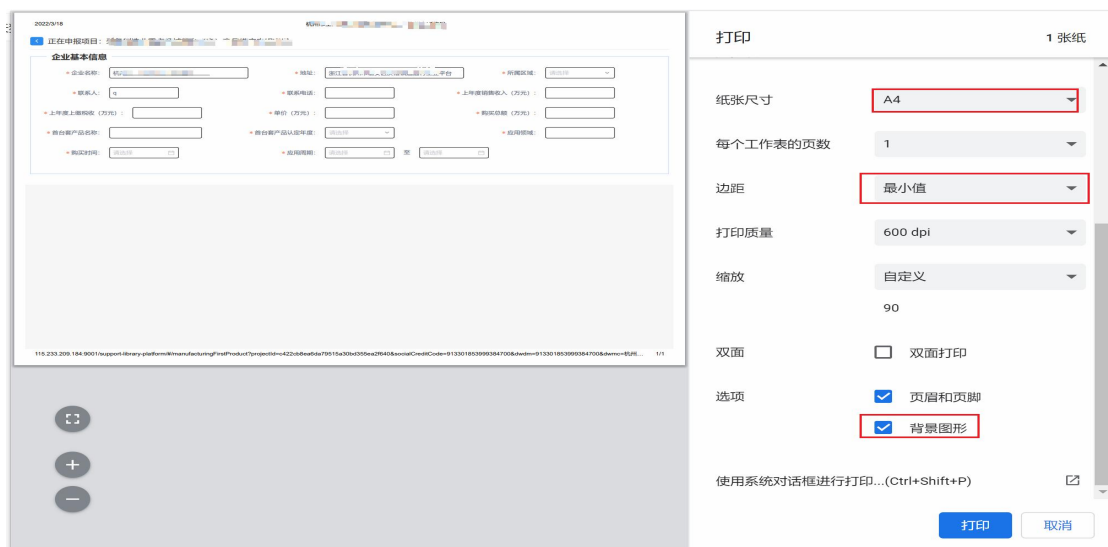 2022/3/18
正在申报项目：
企业基本信息
* 企业名称: * 地址: 平台 * 所属区域: 请选择
* 联系人: q * 联系电话: * 上年度销售收入（万元）:
* 上年度上缴税收（万元）: * 单价（万元）: * 购买总额（万元）:
* 首台套产品名称: * 首台套产品认定年度: 请选择 * 应用领域:
* 购买时间: 请选择 * 应用周期: 请选择 至 请选择
1/1
打印 1 张纸
纸张尺寸 A4
每个工作表的页数 1
边距 最小值
打印质量 600 dpi
缩放 自定义
90
双面 双面打印
选项 页眉和页脚
背景图形
使用系统对话框进行打印...(Ctrl+Shift+P)
打印 取消